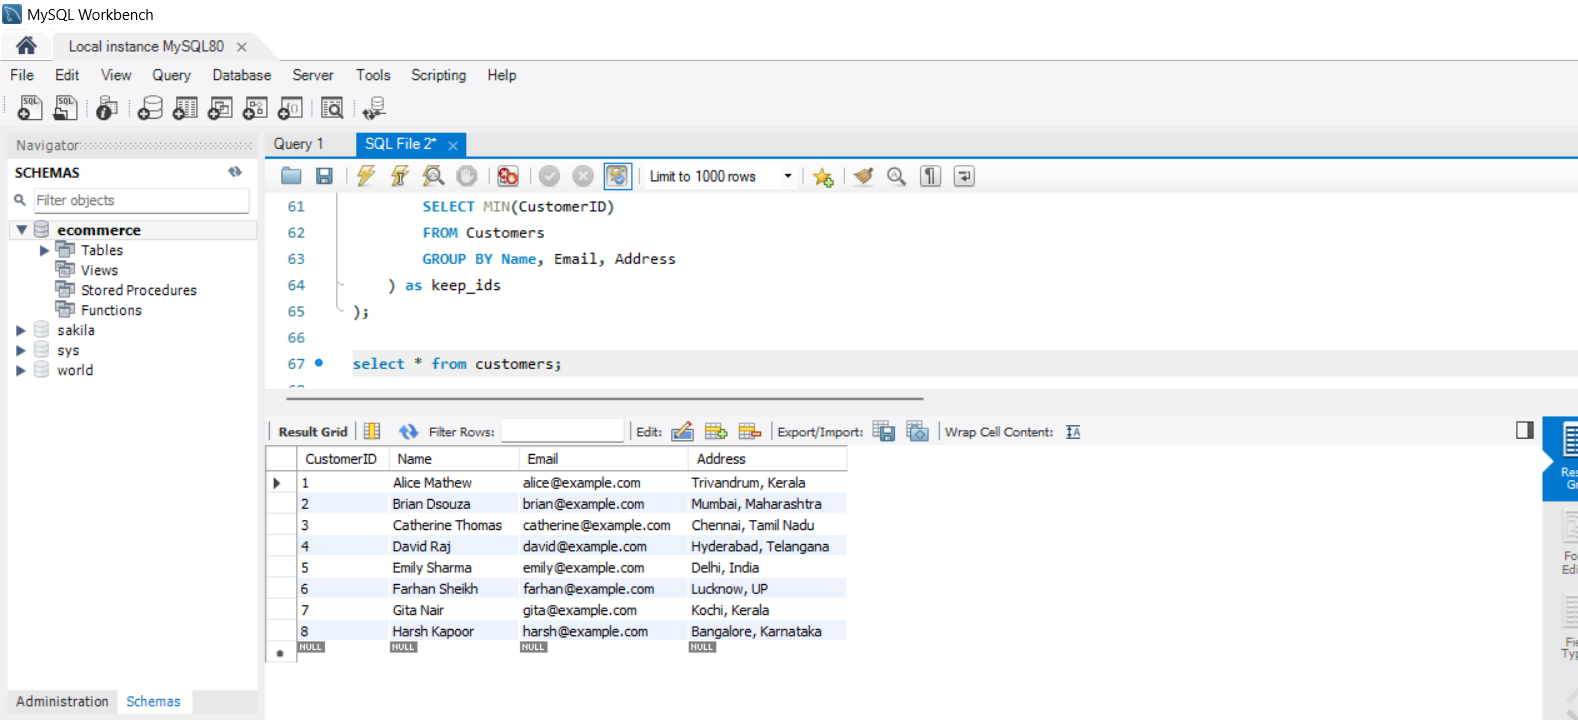 MySQL Workbench
Local instance MySQL80
File Edit View Query Database Server Tools Scripting Help
Navigator
SCHEMAS
Filter objects
ecommerce
Tables
Views
Stored Procedures
Functions
sakila
sys
world
Administration Schemas
Query 1 SQL File 2*
Limit to 1000 rows
61 SELECT MIN(CustomerID)
62 FROM Customers
63 GROUP BY Name, Email, Address
64 ) as keep_ids
65 );
66
67 select * from customers;
Result Grid Filter Rows: Edit: Export/Import: Wrap Cell Content:
CustomerID Name Email Address
1 Alice Mathew alice@example.com Trivandrum, Kerala
2 Brian Dsouza brian@example.com Mumbai, Maharashtra
3 Catherine Thomas catherine@example.com Chennai, Tamil Nadu
4 David Raj david@example.com Hyderabad, Telangana
5 Emily Sharma emily@example.com Delhi, India
6 Farhan Sheikh farhan@example.com Lucknow, UP
7 Gita Nair gita@example.com Kochi, Kerala
8 Harsh Kapoor harsh@example.com Bangalore, Karnataka
NULL NULL NULL NULL